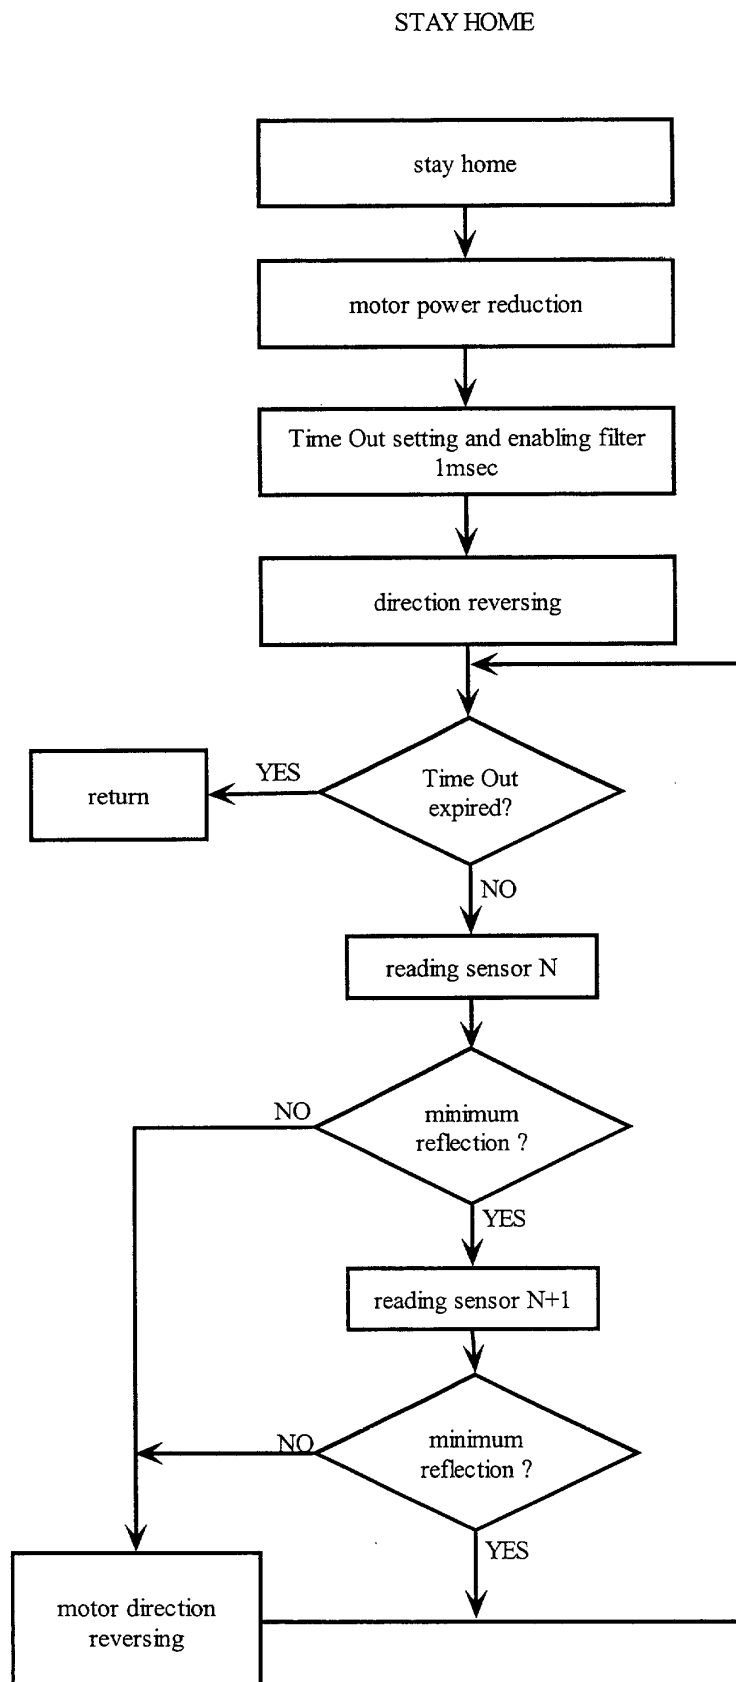 STAY HOME
stay home
motor power reduction
Time Out setting and enabling filter
1msec
direction reversing
Time Out
expired?
YES
return
NO
reading sensor N
minimum
reflection ?
NO
YES
reading sensor N+1
minimum
reflection ?
NO
YES
motor direction
reversing